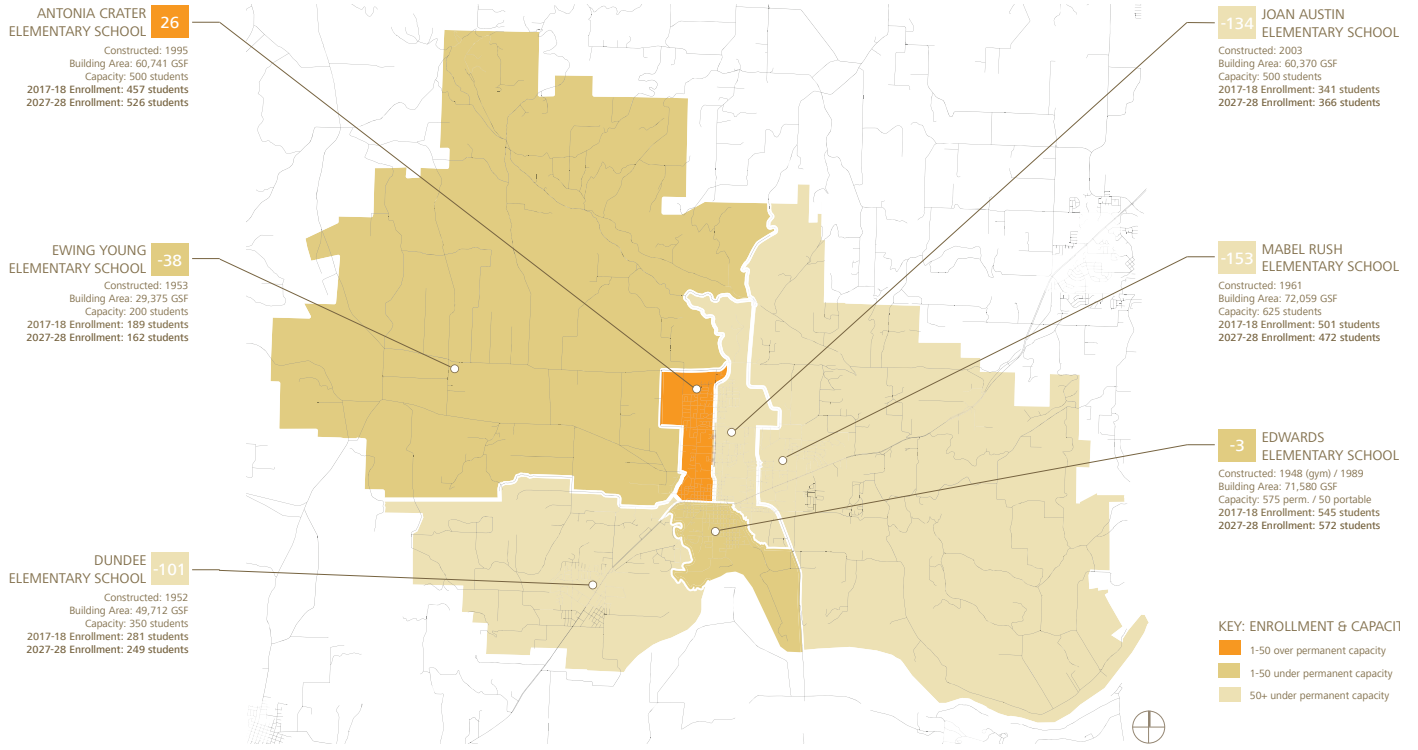 ANTONIA CRATER
ELEMENTARY SCHOOL
26
Constructed: 1995
Building Area: 60,741 GSF
Capacity: 500 students
2017-18 Enrollment: 457 students
2027-28 Enrollment: 526 students
EWING YOUNG
ELEMENTARY SCHOOL
-38
Constructed: 1953
Building Area: 29,375 GSF
Capacity: 200 students
2017-18 Enrollment: 189 students
2027-28 Enrollment: 162 students
DUNDEE
ELEMENTARY SCHOOL
-101
Constructed: 1952
Building Area: 49,712 GSF
Capacity: 350 students
2017-18 Enrollment: 281 students
2027-28 Enrollment: 249 students
-134
JOAN AUSTIN
ELEMENTARY SCHOOL
Constructed: 2003
Building Area: 60,370 GSF
Capacity: 500 students
2017-18 Enrollment: 341 students
2027-28 Enrollment: 366 students
-153
MABEL RUSH
ELEMENTARY SCHOOL
Constructed: 1961
Building Area: 72,059 GSF
Capacity: 625 students
2017-18 Enrollment: 501 students
2027-28 Enrollment: 472 students
-3
EDWARDS
ELEMENTARY SCHOOL
Constructed: 1948 (gym) / 1989
Building Area: 71,580 GSF
Capacity: 575 perm. / 50 portable
2017-18 Enrollment: 545 students
2027-28 Enrollment: 572 students
KEY: ENROLLMENT & CAPACIT
1-50 over permanent capacity
1-50 under permanent capacity
50+ under permanent capacity